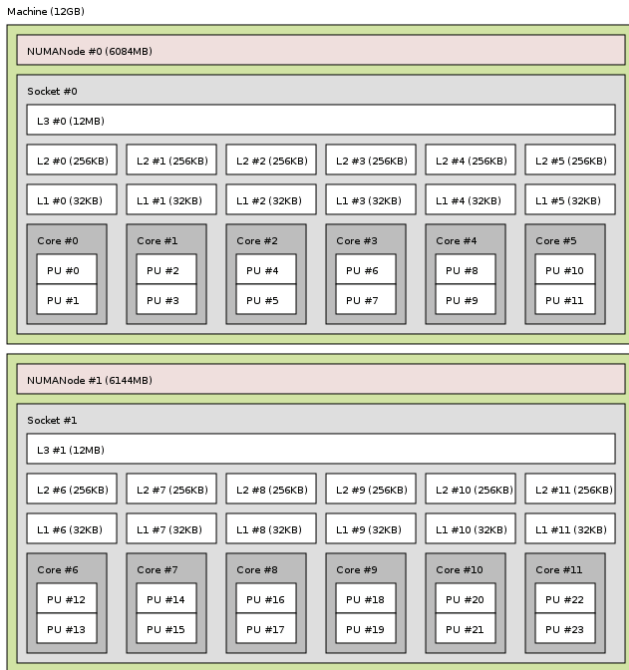 Machine (12GB)
NUMANode #0 (6084MB)
Socket #0
L3 #0 (12MB)
L2 #0 (256KB) L2 #1 (256KB) L2 #2 (256KB) L2 #3 (256KB) L2 #4 (256KB) L2 #5 (256KB)
L1 #0 (32KB) L1 #1 (32KB) L1 #2 (32KB) L1 #3 (32KB) L1 #4 (32KB) L1 #5 (32KB)
Core #0 Core #1 Core #2 Core #3 Core #4 Core #5
PU #0 PU #2 PU #4 PU #6 PU #8 PU #10
PU #1 PU #3 PU #5 PU #7 PU #9 PU #11
NUMANode #1 (6144MB)
Socket #1
L3 #1 (12MB)
L2 #6 (256KB) L2 #7 (256KB) L2 #8 (256KB) L2 #9 (256KB) L2 #10 (256KB) L2 #11 (256KB)
L1 #6 (32KB) L1 #7 (32KB) L1 #8 (32KB) L1 #9 (32KB) L1 #10 (32KB) L1 #11 (32KB)
Core #6 Core #7 Core #8 Core #9 Core #10 Core #11
PU #12 PU #14 PU #16 PU #18 PU #20 PU #22
PU #13 PU #15 PU #17 PU #19 PU #21 PU #23